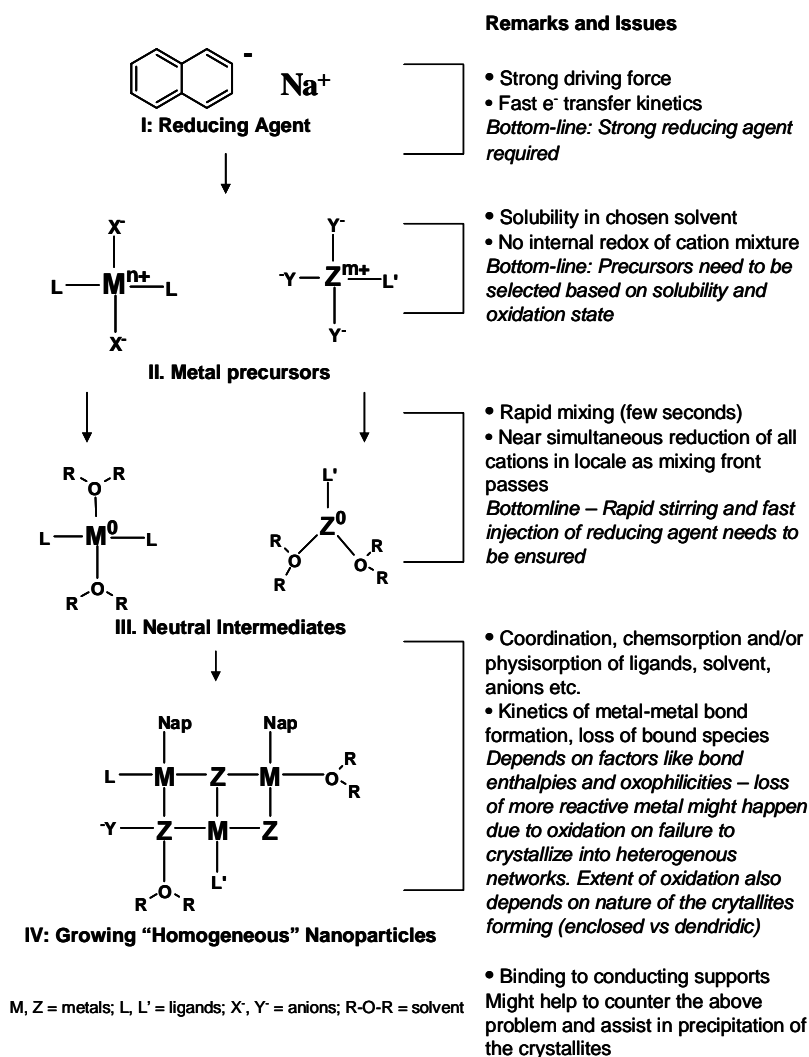 Remarks and Issues
- Na⁺
I: Reducing Agent
• Strong driving force
• Fast e⁻ transfer kinetics
Bottom-line: Strong reducing agent
required
X⁻
L Mⁿ⁺ L
X⁻
Y⁻
⁻Y Zᵐ⁺ L'
Y⁻
II. Metal precursors
• Solubility in chosen solvent
• No internal redox of cation mixture
Bottom-line: Precursors need to be
selected based on solubility and
oxidation state
R R
O
L M⁰ L
O
R R
L'
Z⁰
R O O R
R R
III. Neutral Intermediates
• Rapid mixing (few seconds)
• Near simultaneous reduction of all
cations in locale as mixing front
passes
Bottomline – Rapid stirring and fast
injection of reducing agent needs to
be ensured
Nap Nap
L M Z M O R
R
⁻Y Z M Z
L'
O
R R
IV: Growing “Homogeneous” Nanoparticles
• Coordination, chemsorption and/or
physisorption of ligands, solvent,
anions etc.
• Kinetics of metal-metal bond
formation, loss of bound species
Depends on factors like bond
enthalpies and oxophilicities – loss
of more reactive metal might happen
due to oxidation on failure to
crystallize into heterogenous
networks. Extent of oxidation also
depends on nature of the crytallites
forming (enclosed vs dendridic)
• Binding to conducting supports
Might help to counter the above
problem and assist in precipitation of
the crystallites
M, Z = metals; L, L' = ligands; X⁻, Y⁻ = anions; R-O-R = solvent